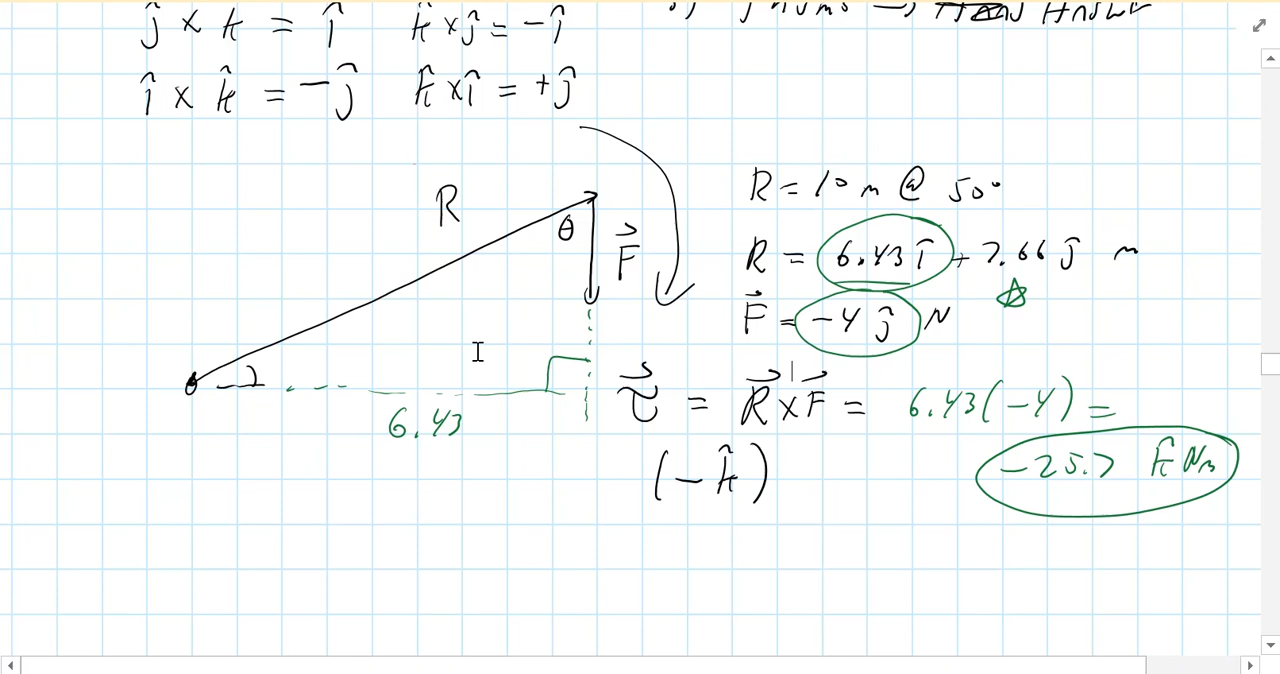 ĵ × k̂ = î k̂ × ĵ = −î
î × k̂ = −ĵ k̂ × î = +ĵ
R
θ
F⃗
6.43
R = 10 m @ 50°
R = 6.43 î + 7.66 ĵ m
F⃗ = −4 ĵ N
τ⃗ = R⃗ × F⃗ = 6.43(−4) =
(−k̂) −25.7 k̂ Nm